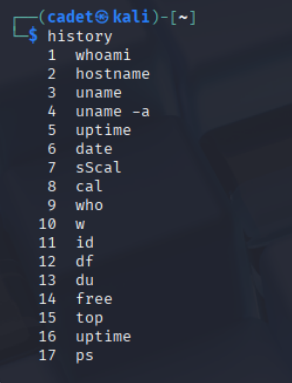 (cadet㉿kali)-[~]
$ history
1 whoami
2 hostname
3 uname
4 uname -a
5 uptime
6 date
7 sScal
8 cal
9 who
10 w
11 id
12 df
13 du
14 free
15 top
16 uptime
17 ps